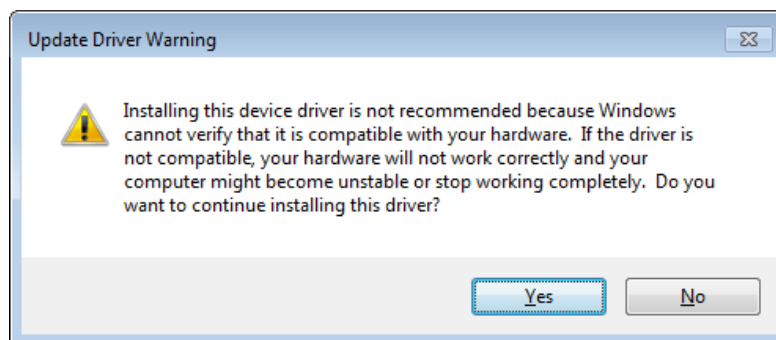 Update Driver Warning
Installing this device driver is not recommended because Windows
cannot verify that it is compatible with your hardware.  If the driver is
not compatible, your hardware will not work correctly and your
computer might become unstable or stop working completely.  Do you
want to continue installing this driver?
Yes
No